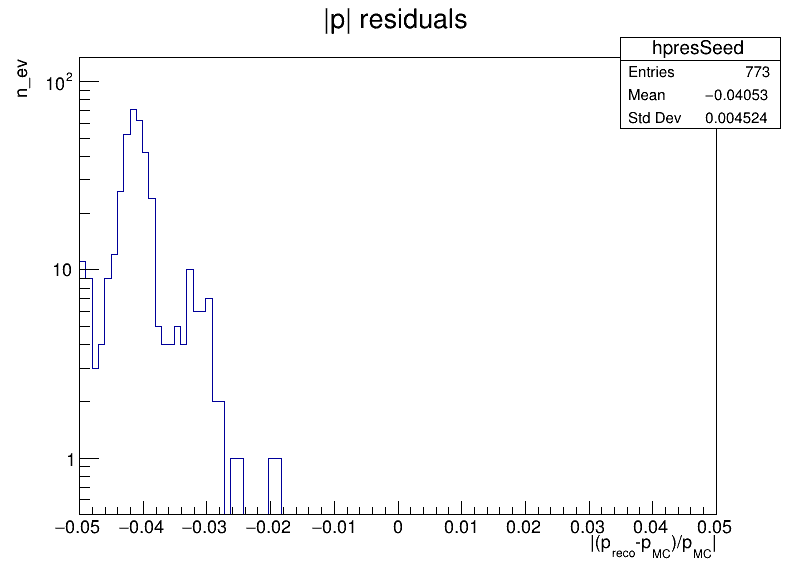 |p| residuals
hpresSeed
Entries 773
Mean −0.04053
Std Dev 0.004524
n_ev
10²
10
1
−0.05 −0.04 −0.03 −0.02 −0.01 0 0.01 0.02 0.03 0.04 0.05
|(p_reco-p_MC)/p_MC|